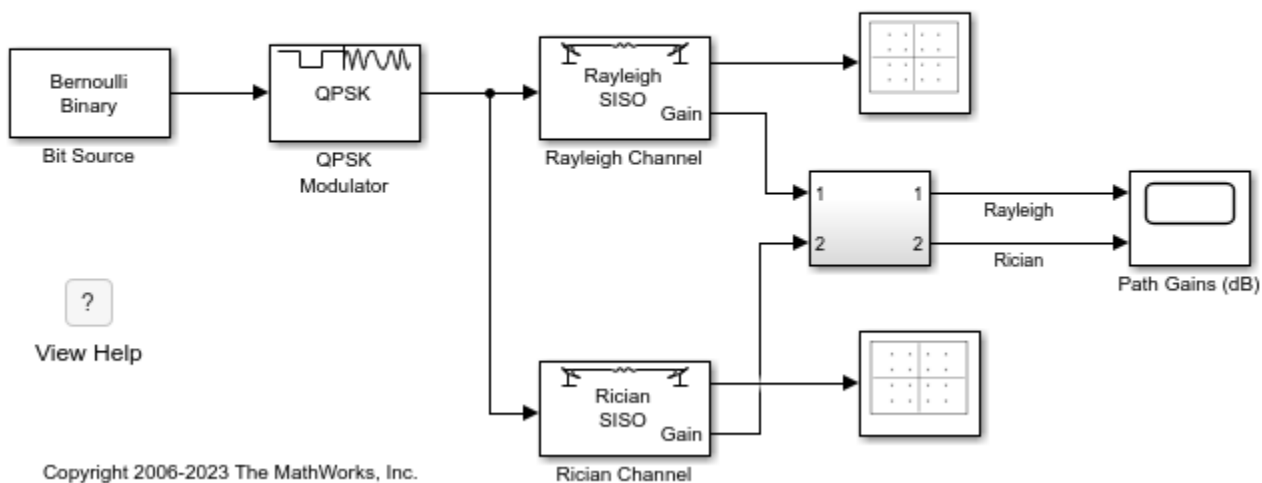 Bernoulli
Binary
Bit Source
QPSK
QPSK
Modulator
Rayleigh
SISO
Gain
Rayleigh Channel
1
2
1
2
Rayleigh
Rician
Path Gains (dB)
?
View Help
Rician
SISO
Gain
Rician Channel
Copyright 2006-2023 The MathWorks, Inc.